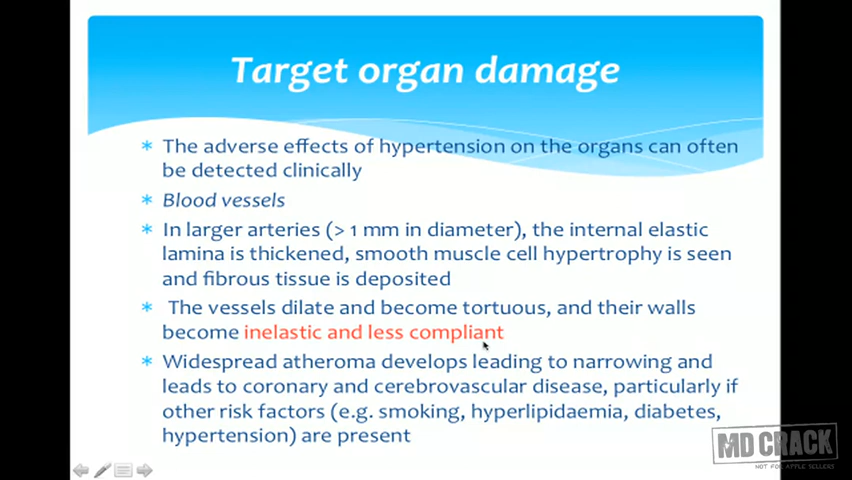 Target organ damage
* The adverse effects of hypertension on the organs can often
be detected clinically
* Blood vessels
* In larger arteries (> 1 mm in diameter), the internal elastic
lamina is thickened, smooth muscle cell hypertrophy is seen
and fibrous tissue is deposited
* The vessels dilate and become tortuous, and their walls
become inelastic and less compliant
* Widespread atheroma develops leading to narrowing and
leads to coronary and cerebrovascular disease, particularly if
other risk factors (e.g. smoking, hyperlipidaemia, diabetes,
hypertension) are present
MD CRACK
NOT FOR APPLE SELLERS